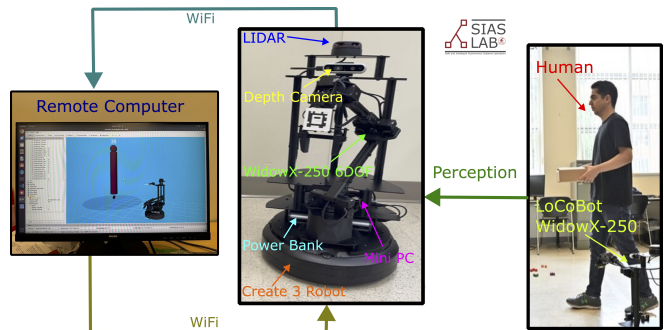 WiFi
LIDAR
SIAS
LAB
Human
Depth Camera
Remote Computer
WidowX-250 6DOF
Perception
LoCoBot
WidowX-250
Power Bank
Mini PC
Create 3 Robot
WiFi